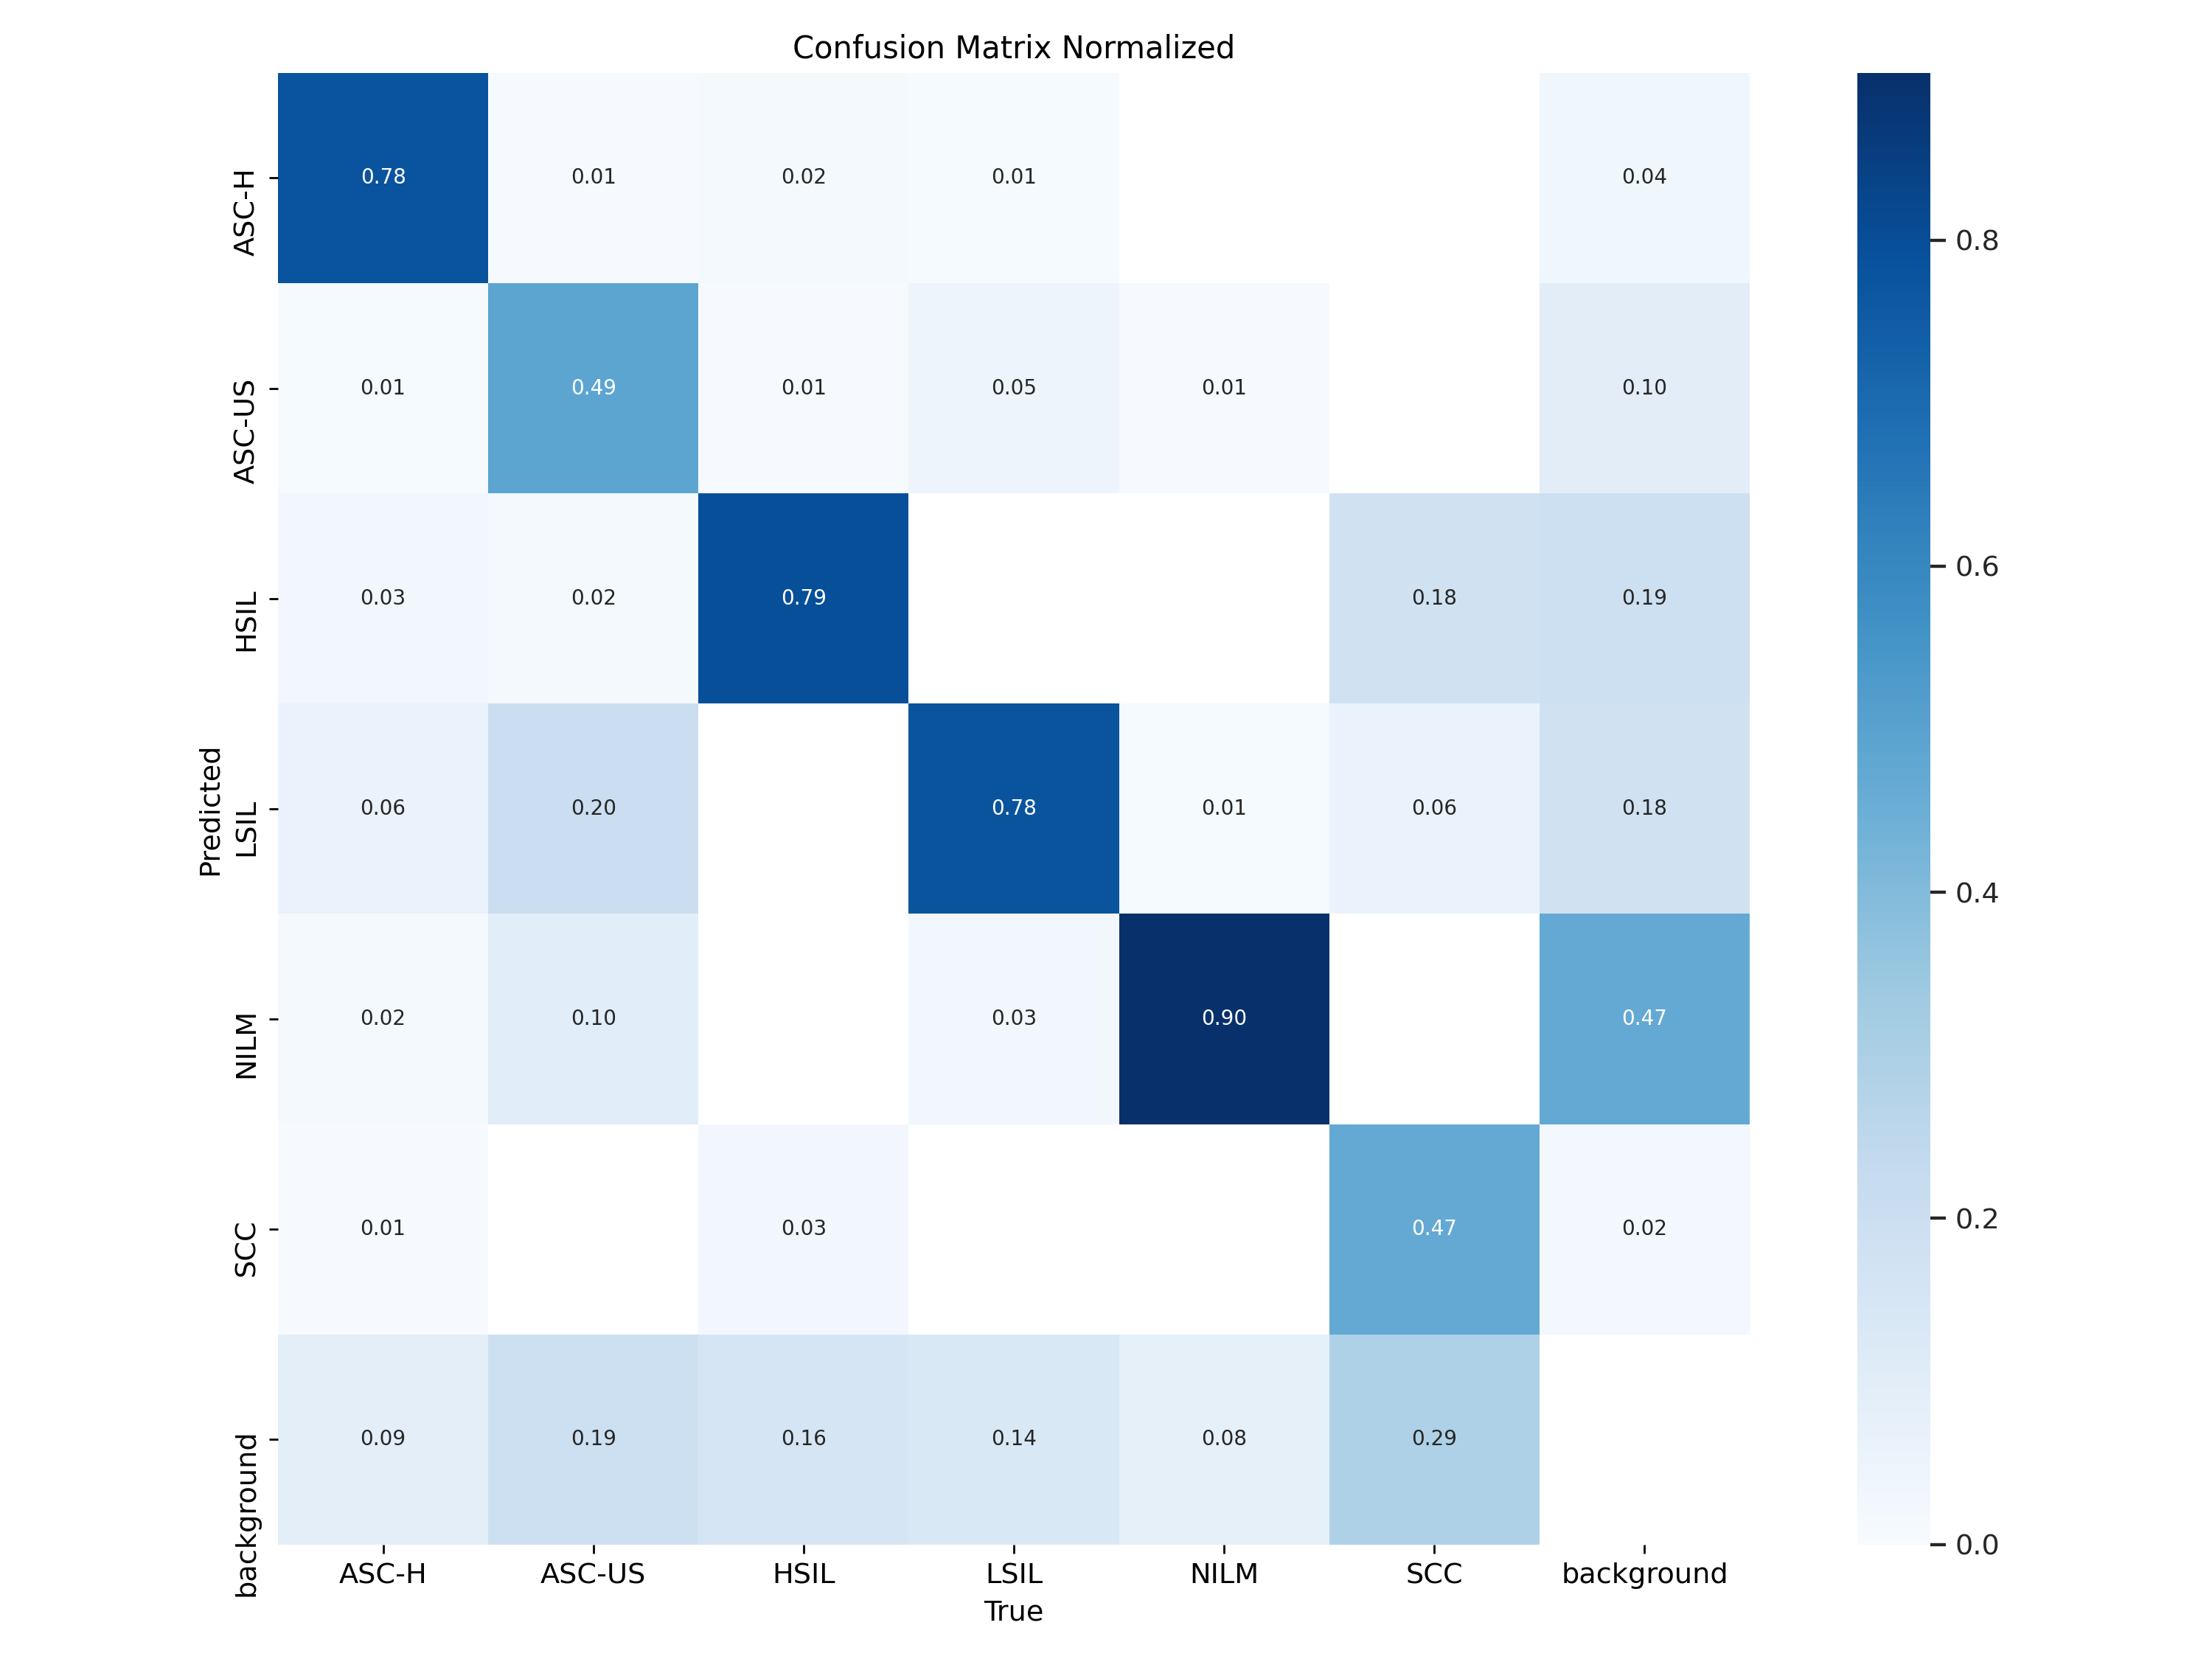 Confusion Matrix Normalized
ASC-H
0.78
0.01
0.02
0.01
0.04
0.8
ASC-US
0.01
0.49
0.01
0.05
0.01
0.10
0.6
HSIL
0.03
0.02
0.79
0.18
0.19
Predicted
LSIL
0.06
0.20
0.78
0.01
0.06
0.18
0.4
NILM
0.02
0.10
0.03
0.90
0.47
SCC
0.01
0.03
0.47
0.02
0.2
background
0.09
0.19
0.16
0.14
0.08
0.29
0.0
ASC-H
ASC-US
HSIL
LSIL
NILM
SCC
background
True